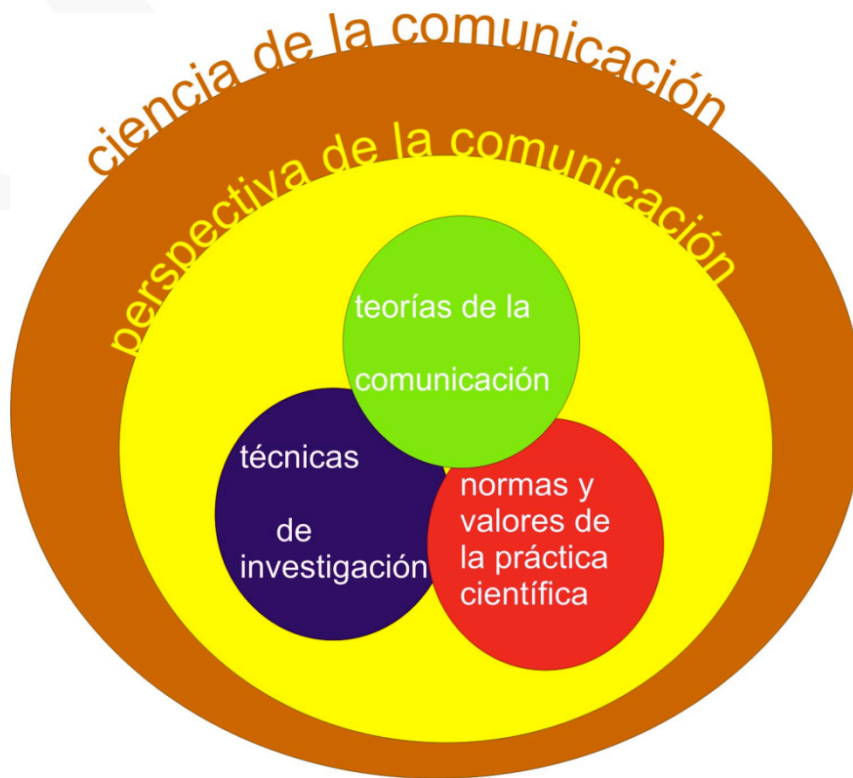 ciencia de la comunicación
perspectiva de la comunicación
teorías de la
comunicación
técnicas
de
investigación
normas y
valores de
la práctica
científica